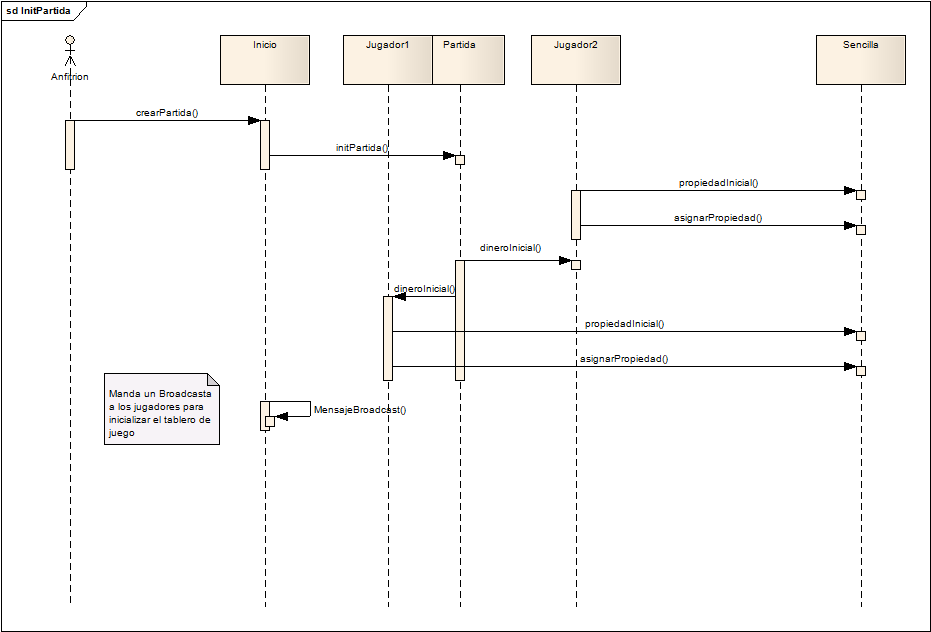 sd InitPartida
Anfitrion
Inicio
Jugador1
Partida
Jugador2
Sencilla
crearPartida()
initPartida()
propiedadInicial()
asignarPropiedad()
dineroInicial()
dineroInicial()
propiedadInicial()
asignarPropiedad()
Manda un Broadcasta
a los jugadores para
inicializar el tablero de
juego
MensajeBroadcast()